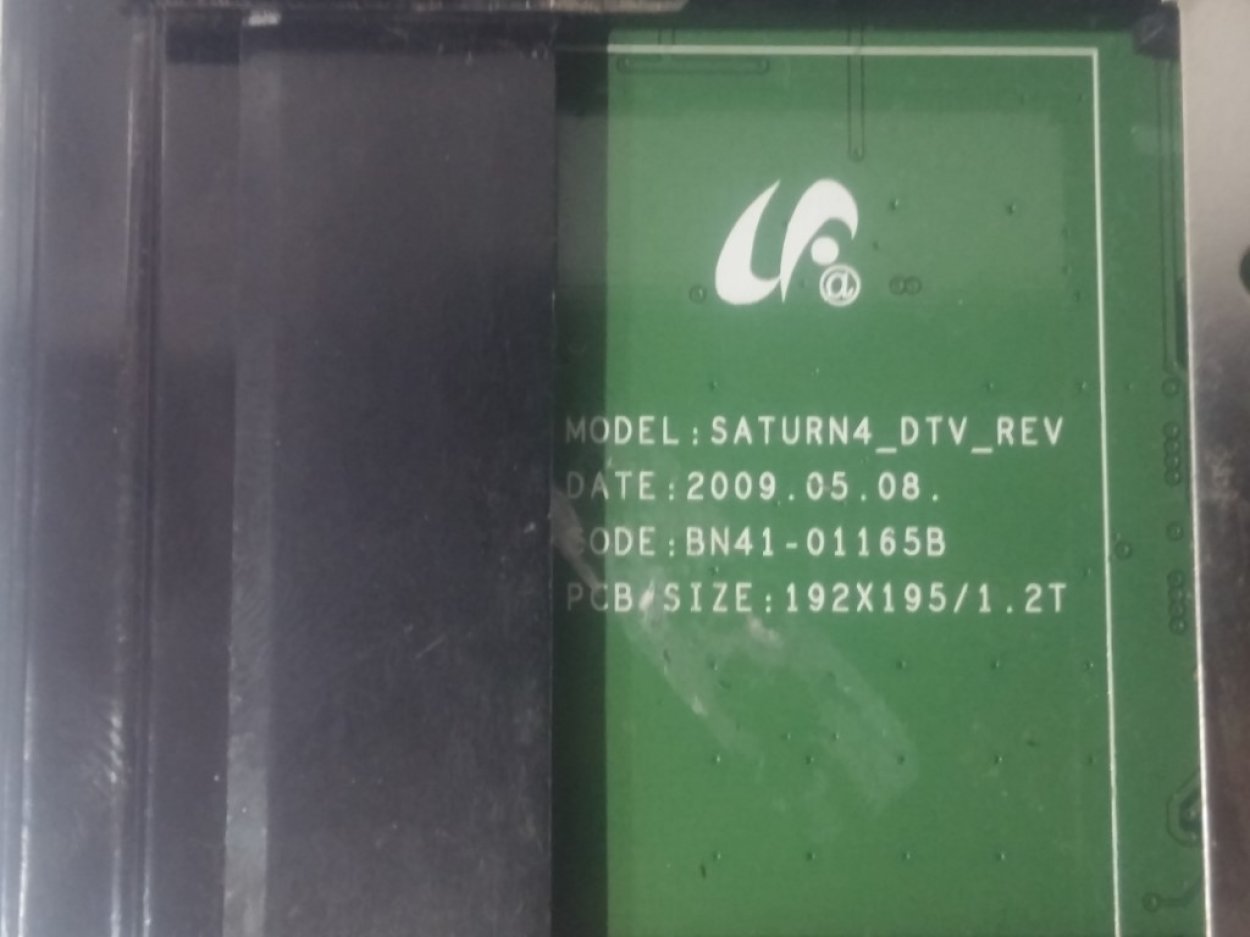 @
MODEL:SATURN4_DTV_REV
DATE:2009.05.08.
CODE:BN41-01165B
PCB/SIZE:192X195/1.2T